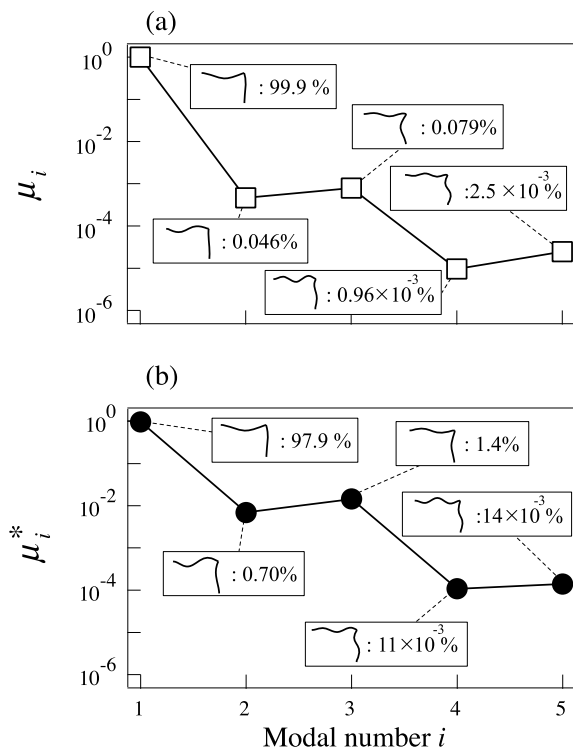 (a)
10^0
: 99.9 %
: 0.079%
10^-2
:2.5 ×10^-3 %
μ_i
10^-4
: 0.046%
: 0.96×10^-3 %
10^-6
(b)
10^0
: 97.9 %
: 1.4%
10^-2
:14×10^-3 %
μ_i^*
: 0.70%
10^-4
: 11×10^-3 %
10^-6
1 2 3 4 5
Modal number i